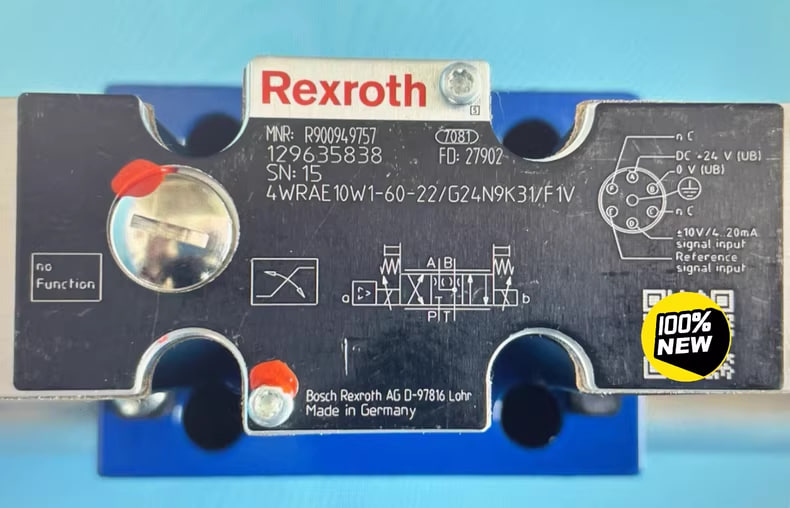 Rexroth
S
MNR: R900949757 7081
129635838 FD: 27902
SN: 15
4WRAE10W1-60-22/G24N9K31/F1V
n C
DC +24 V (UB)
0 V (UB)
n C
±10V/4..20mA
signal input
Reference
signal input
F A
B
E C
D
no
Function
A B
a b
T
P T
100%
NEW
Bosch Rexroth AG D-97816 Lohr
Made in Germany